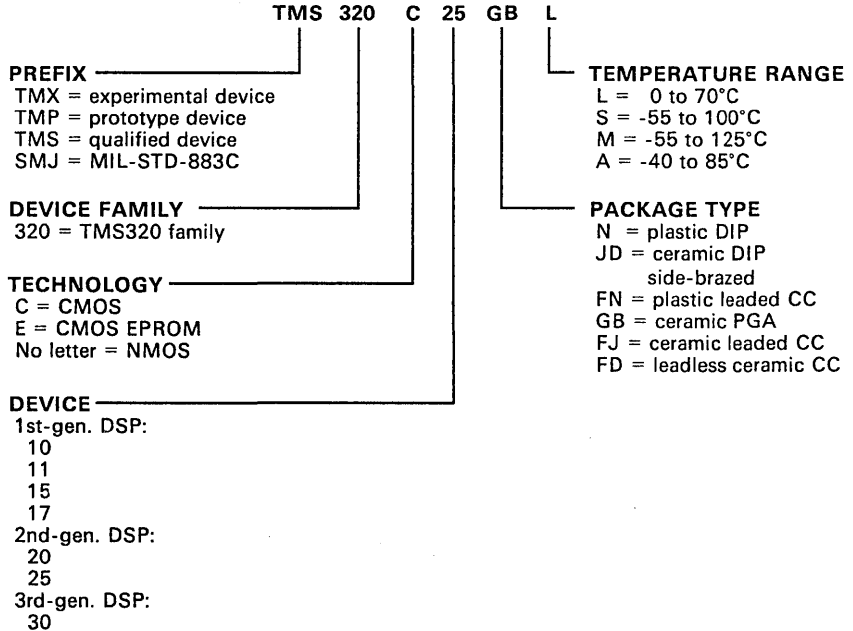 TMS 320 C 25 GB L
PREFIX
TMX = experimental device
TMP = prototype device
TMS = qualified device
SMJ = MIL-STD-883C
DEVICE FAMILY
320 = TMS320 family
TECHNOLOGY
C = CMOS
E = CMOS EPROM
No letter = NMOS
DEVICE
1st-gen. DSP:
10
11
15
17
2nd-gen. DSP:
20
25
3rd-gen. DSP:
30
TEMPERATURE RANGE
L = 0 to 70°C
S = -55 to 100°C
M = -55 to 125°C
A = -40 to 85°C
PACKAGE TYPE
N = plastic DIP
JD = ceramic DIP
side-brazed
FN = plastic leaded CC
GB = ceramic PGA
FJ = ceramic leaded CC
FD = leadless ceramic CC